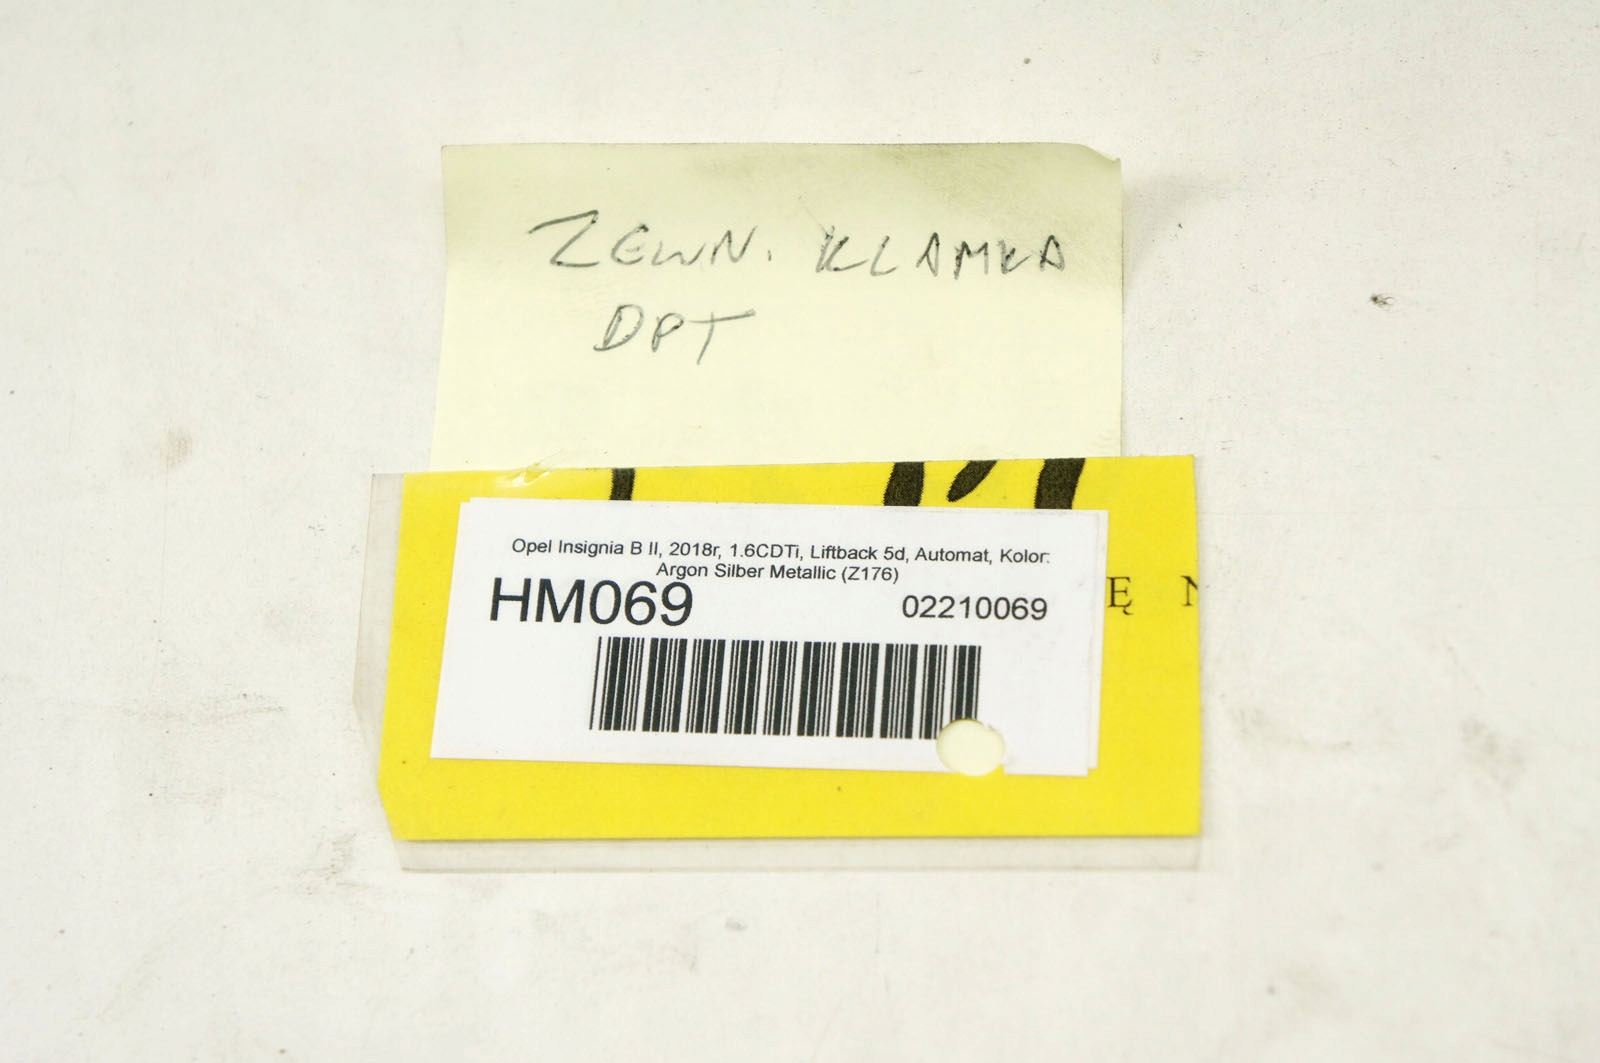 ZEWN. KLAMKA
DPT
Opel Insignia B II, 2018r, 1.6CDTi, Liftback 5d, Automat, Kolor:
Argon Silber Metallic (Z176)
HM069
02210069
Ę N